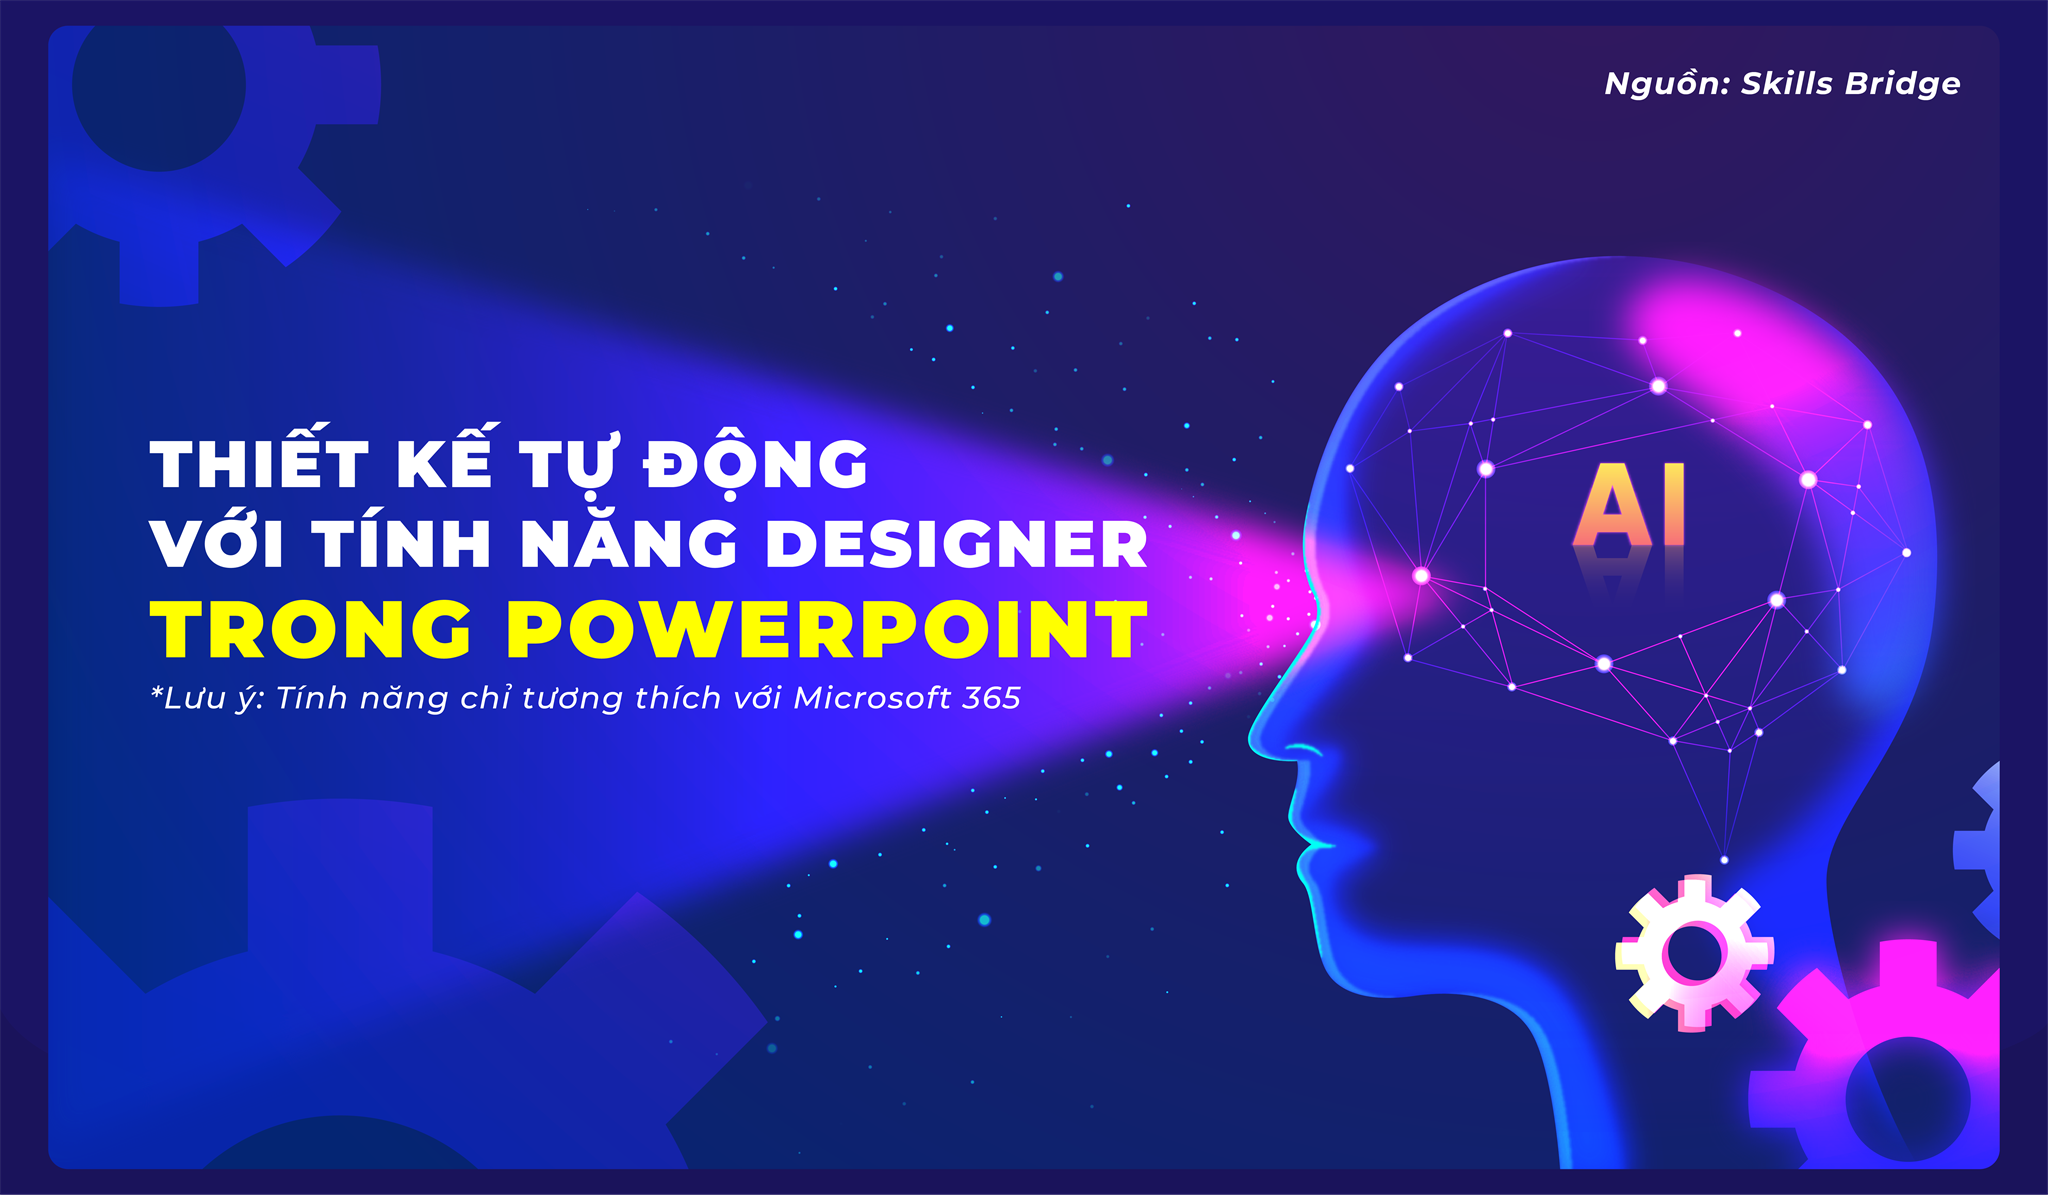 Nguồn: Skills Bridge
THIẾT KẾ TỰ ĐỘNG
VỚI TÍNH NĂNG DESIGNER
TRONG POWERPOINT
*Lưu ý: Tính năng chỉ tương thích với Microsoft 365
AI